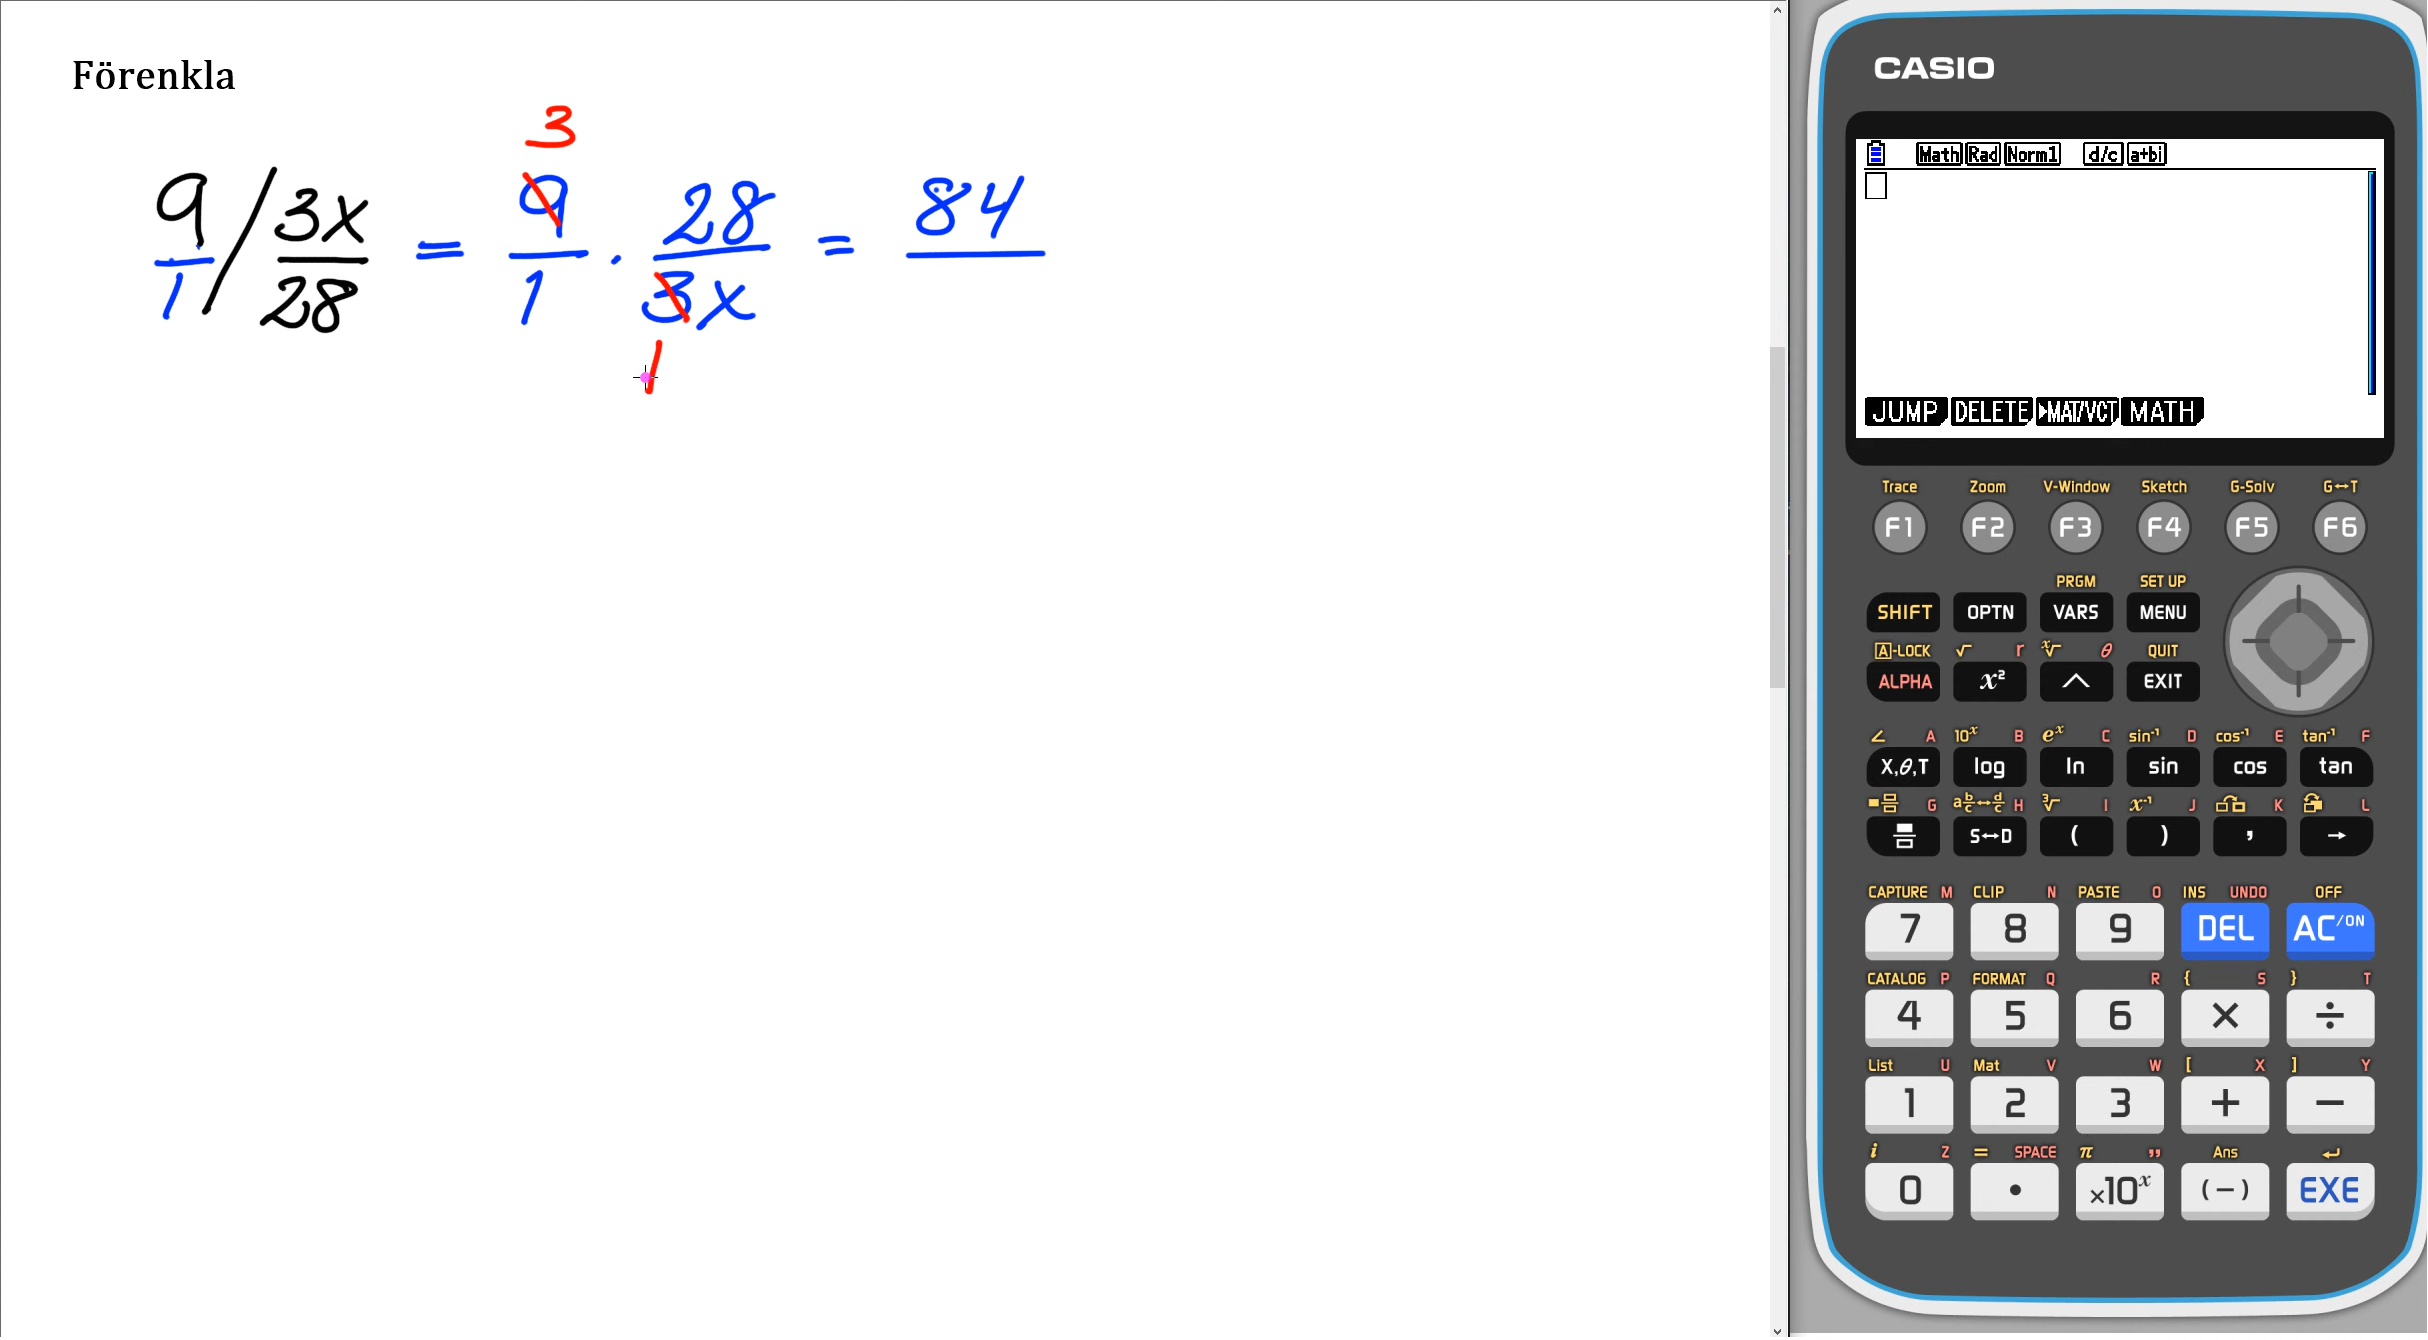 Förenkla
9/1 / 3x/28 = 9/1 · 28/3x = 84/
3
1
CASIO
Math Rad Norm1 d/c a+bi
JUMP DELETE ▶MAT/VCT MATH
Trace Zoom V-Window Sketch G-Solv G↔T
F1 F2 F3 F4 F5 F6
PRGM SET UP
SHIFT OPTN VARS MENU
A-LOCK √ r ˣ√ θ QUIT
ALPHA x² ^ EXIT
∠ A 10ˣ B eˣ C sin⁻¹ D cos⁻¹ E tan⁻¹ F
X,θ,T log ln sin cos tan
G a b/c↔d/c H ³√ I x⁻¹ J K L
S↔D ( ) , →
CAPTURE M CLIP N PASTE O INS UNDO OFF
7 8 9 DEL AC/ON
CATALOG P FORMAT Q R { S } T
4 5 6 × ÷
List U Mat V W [ X ] Y
1 2 3 + −
i Z = SPACE π " Ans ↵
0 • ×10ˣ (−) EXE